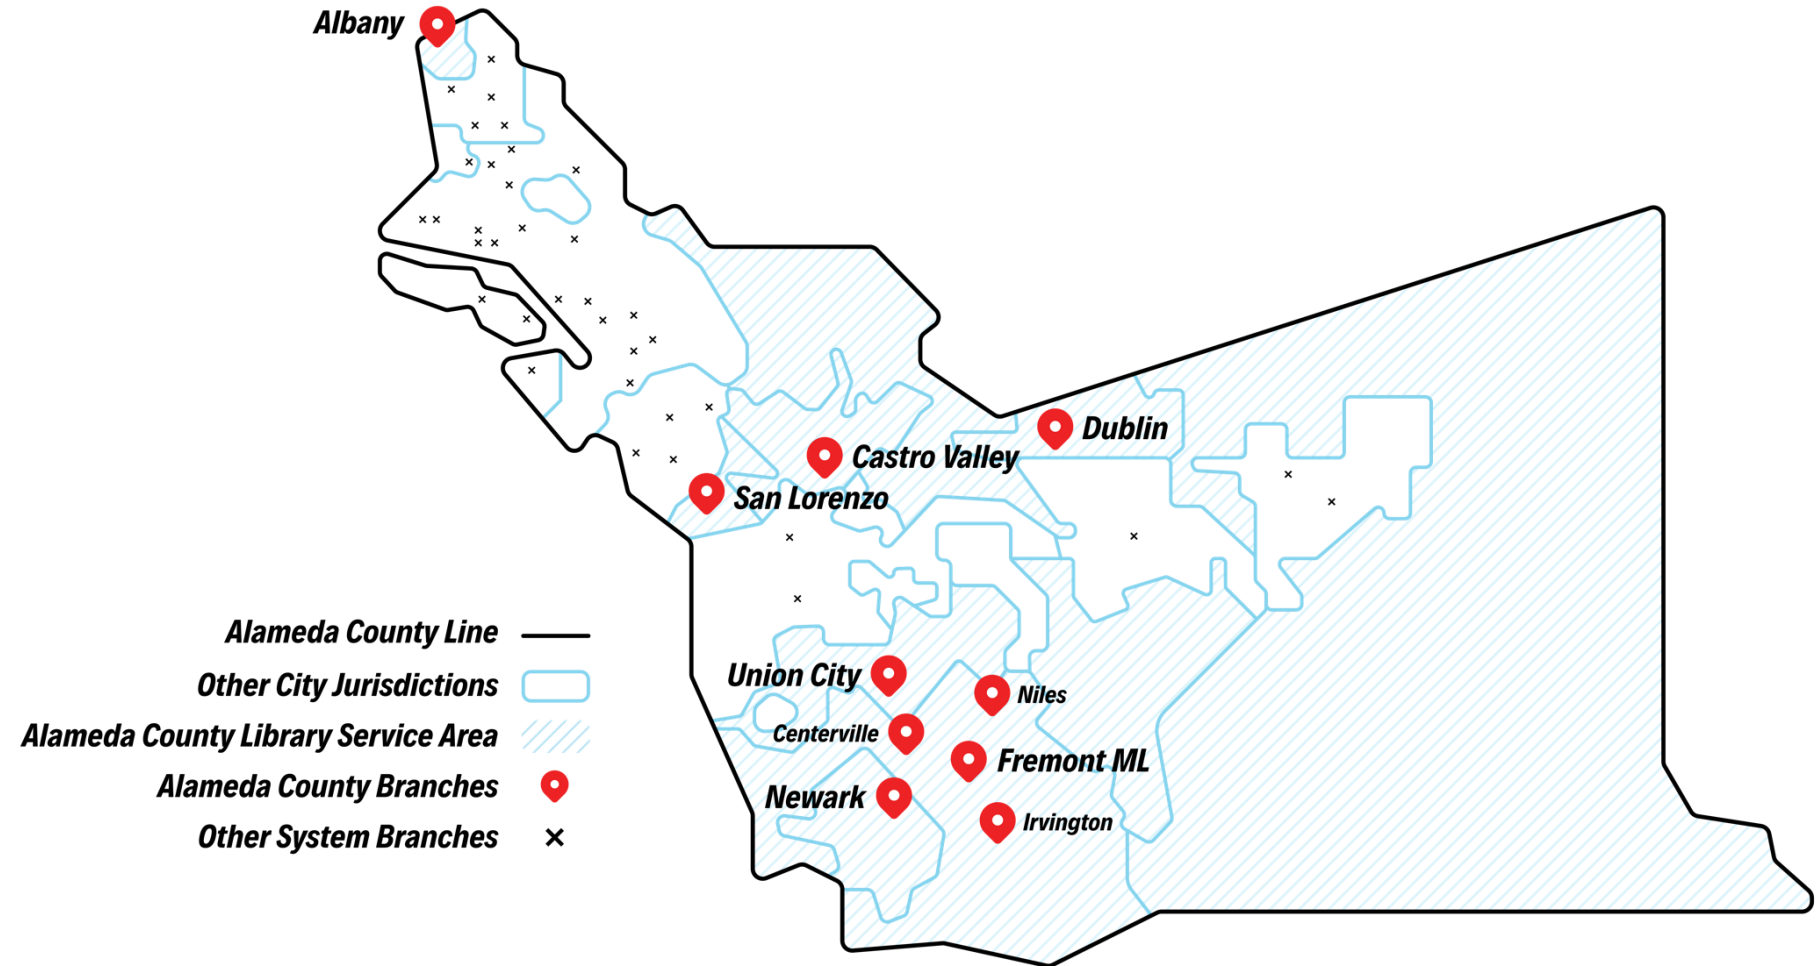 Albany
Dublin
Castro Valley
San Lorenzo
Alameda County Line
Other City Jurisdictions
Alameda County Library Service Area
Alameda County Branches
Other System Branches
Union City
Niles
Centerville
Fremont ML
Newark
Irvington